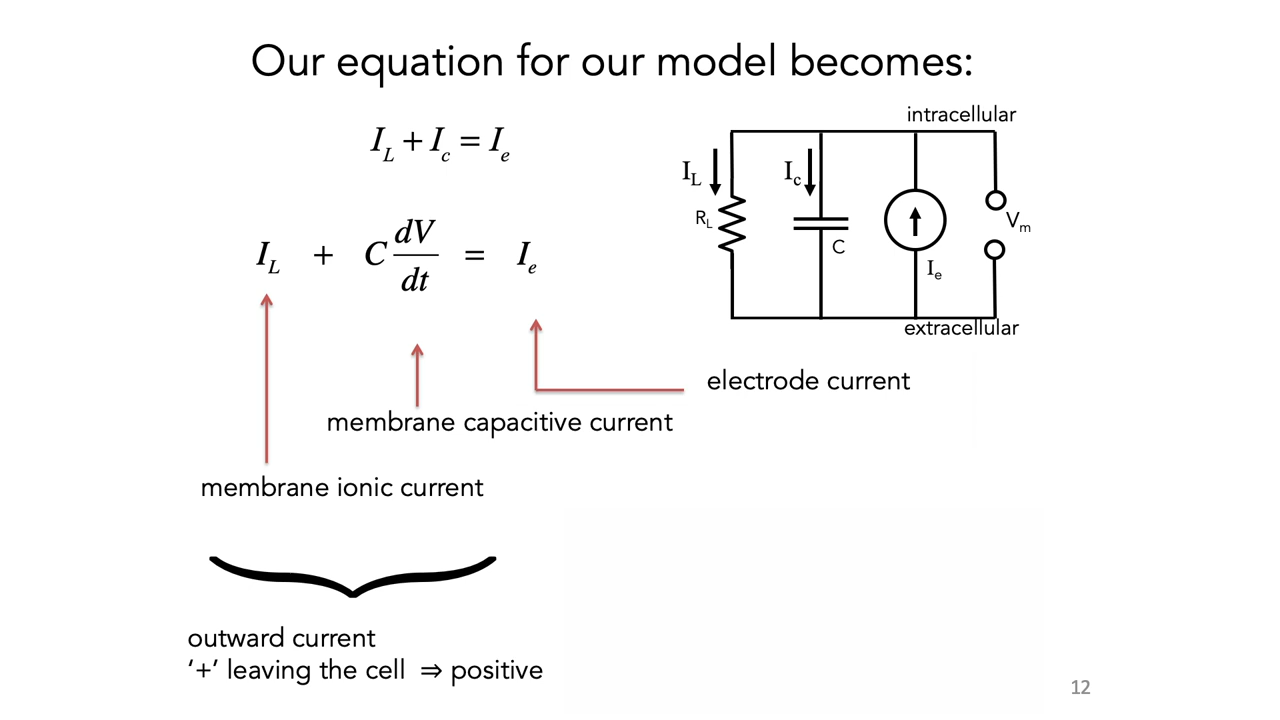 Our equation for our model becomes:
I_L + I_c = I_e
I_L + C dV/dt = I_e
intracellular
I_L
I_c
R_L
C
I_e
V_m
extracellular
electrode current
membrane capacitive current
membrane ionic current
outward current
‘+’ leaving the cell ⇒ positive
12